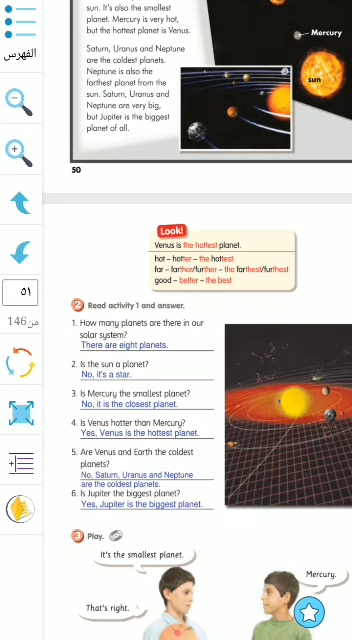 الفهرس
٥١
من146
sun. It's also the smallest
planet. Mercury is very hot,
but the hottest planet is Venus.
Saturn, Uranus and Neptune
are the coldest planets.
Neptune is also the
farthest planet from the
sun. Saturn, Uranus and
Neptune are very big,
but Jupiter is the biggest
planet of all.
Mercury
sun
50
Look!
Venus is the hottest planet.
hot – hotter – the hottest
far – farther/further – the farthest/furthest
good – better – the best
2 Read activity 1 and answer.
1. How many planets are there in our
solar system?
There are eight planets.
2. Is the sun a planet?
No, it's a star.
3. Is Mercury the smallest planet?
No, it is the closest planet.
4. Is Venus hotter than Mercury?
Yes, Venus is the hottest planet.
5. Are Venus and Earth the coldest
planets?
No, Saturn, Uranus and Neptune
are the coldest planets.
6. Is Jupiter the biggest planet?
Yes, Jupiter is the biggest planet.
3 Play.
It's the smallest planet.
Mercury.
That's right.